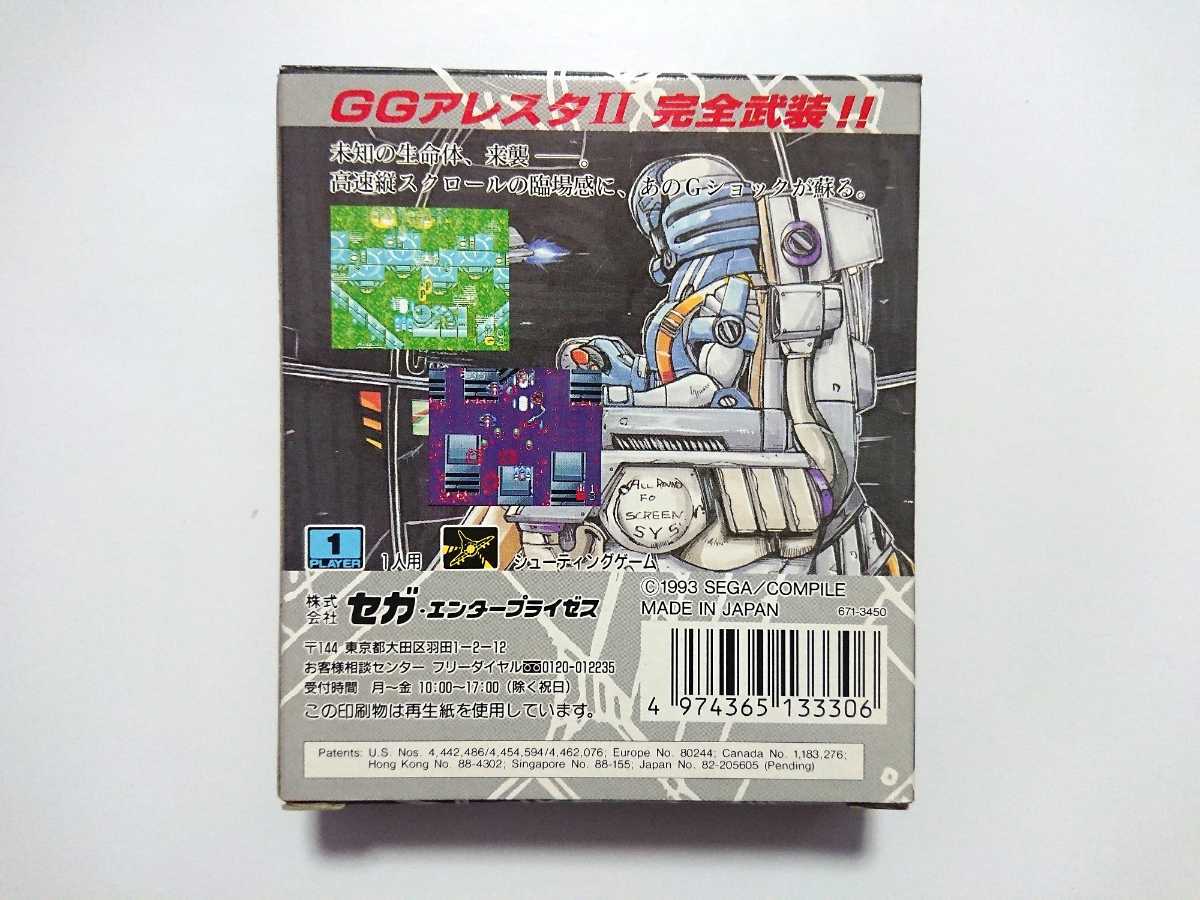 GGアレスタII 完全武装!!
未知の生命体、来襲――。
高速縦スクロールの臨場感に、あのGショックが蘇る。
ALL ROUND
FO
SCREEN
SYS
1
PLAYER
1人用
シューティングゲーム
©1993 SEGA/COMPILE
MADE IN JAPAN
671-3450
株式会社 セガ・エンタープライゼス
〒144 東京都大田区羽田1-2-12
お客様相談センター フリーダイヤル 0120-012235
受付時間 月〜金 10:00〜17:00 (除く祝日)
この印刷物は再生紙を使用しています。
4 974365 133306
Patents: U.S. Nos. 4,442,486/4,454,594/4,462,076; Europe No. 80244; Canada No. 1,183,276;
Hong Kong No. 88-4302; Singapore No. 88-155; Japan No. 82-205605 (Pending)